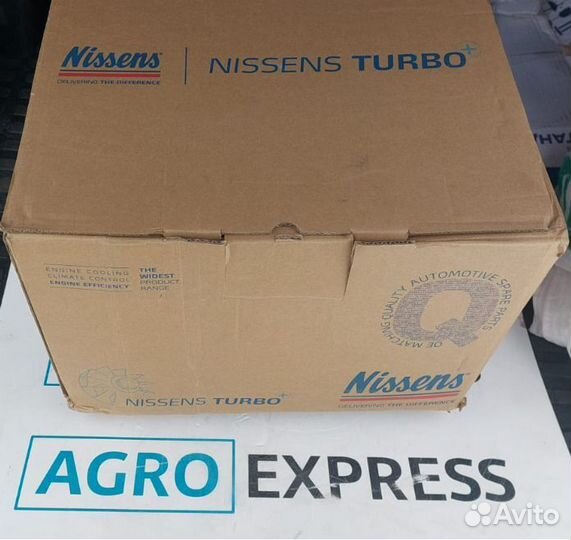 Nissens
DELIVERING THE DIFFERENCE
NISSENS TURBO+
ENGINE COOLING
CLIMATE CONTROL
ENGINE EFFICIENCY
THE
WIDEST
PRODUCT
RANGE
OE MATCHING QUALITY AUTOMOTIVE SPARE PARTS
Q
NISSENS TURBO+
Nissens
DELIVERING THE DIFFERENCE
AGRO EXPRESS
Avito